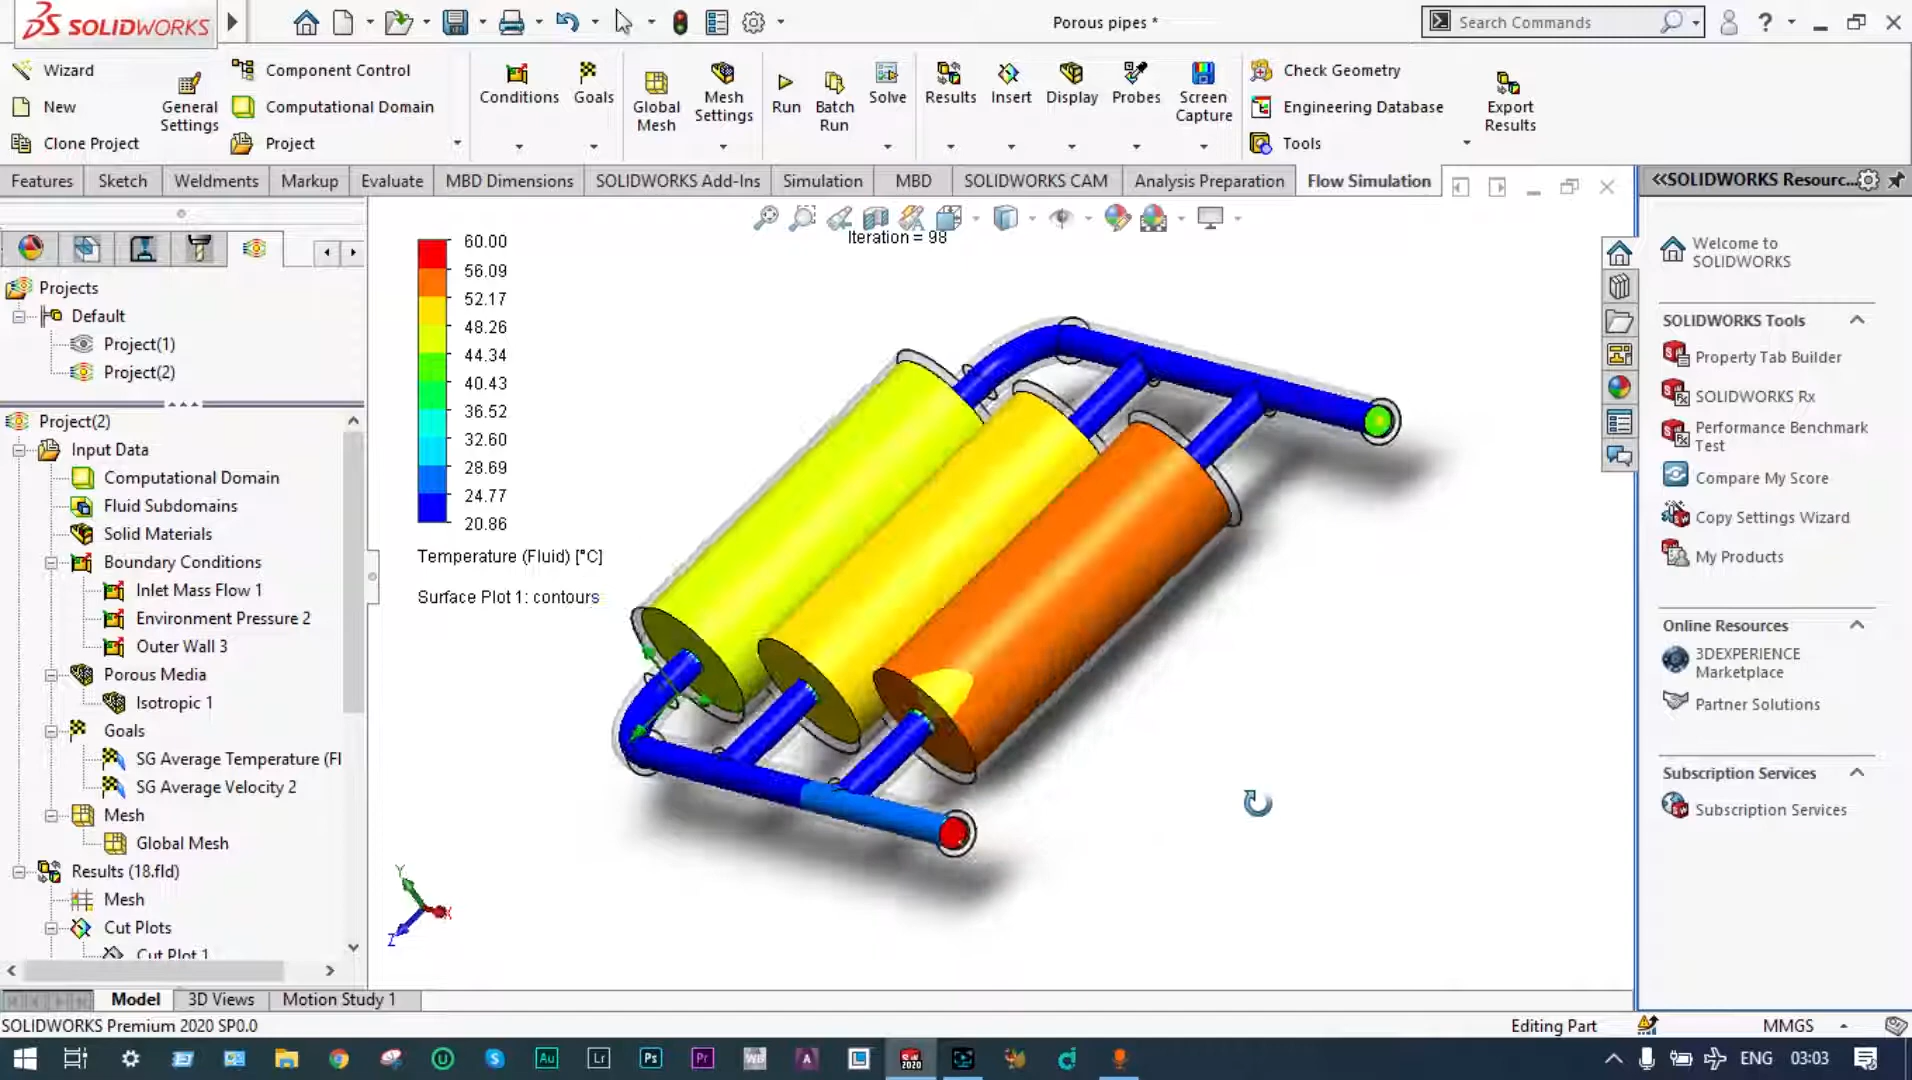 SOLIDWORKS
Porous pipes *
Search Commands
Wizard
New
Clone Project
General Settings
Component Control
Computational Domain
Project
Conditions
Goals
Global Mesh
Mesh Settings
Run
Batch Run
Solve
Results
Insert
Display
Probes
Screen Capture
Check Geometry
Engineering Database
Tools
Export Results
Features
Sketch
Weldments
Markup
Evaluate
MBD Dimensions
SOLIDWORKS Add-Ins
Simulation
MBD
SOLIDWORKS CAM
Analysis Preparation
Flow Simulation
Projects
Default
Project(1)
Project(2)
Project(2)
Input Data
Computational Domain
Fluid Subdomains
Solid Materials
Boundary Conditions
Inlet Mass Flow 1
Environment Pressure 2
Outer Wall 3
Porous Media
Isotropic 1
Goals
SG Average Temperature (Fl
SG Average Velocity 2
Mesh
Global Mesh
Results (18.fld)
Mesh
Cut Plots
Cut Plot 1
Iteration = 98
60.00
56.09
52.17
48.26
44.34
40.43
36.52
32.60
28.69
24.77
20.86
Temperature (Fluid) [°C]
Surface Plot 1: contours
Y
X
Z
«SOLIDWORKS Resourc...
Welcome to
SOLIDWORKS
SOLIDWORKS Tools
Property Tab Builder
SOLIDWORKS Rx
Performance Benchmark
Test
Compare My Score
Copy Settings Wizard
My Products
Online Resources
3DEXPERIENCE
Marketplace
Partner Solutions
Subscription Services
Subscription Services
Model
3D Views
Motion Study 1
SOLIDWORKS Premium 2020 SP0.0
Editing Part
MMGS
Au
Lr
Ps
Pr
WB
A
SW
2020
ENG
03:03